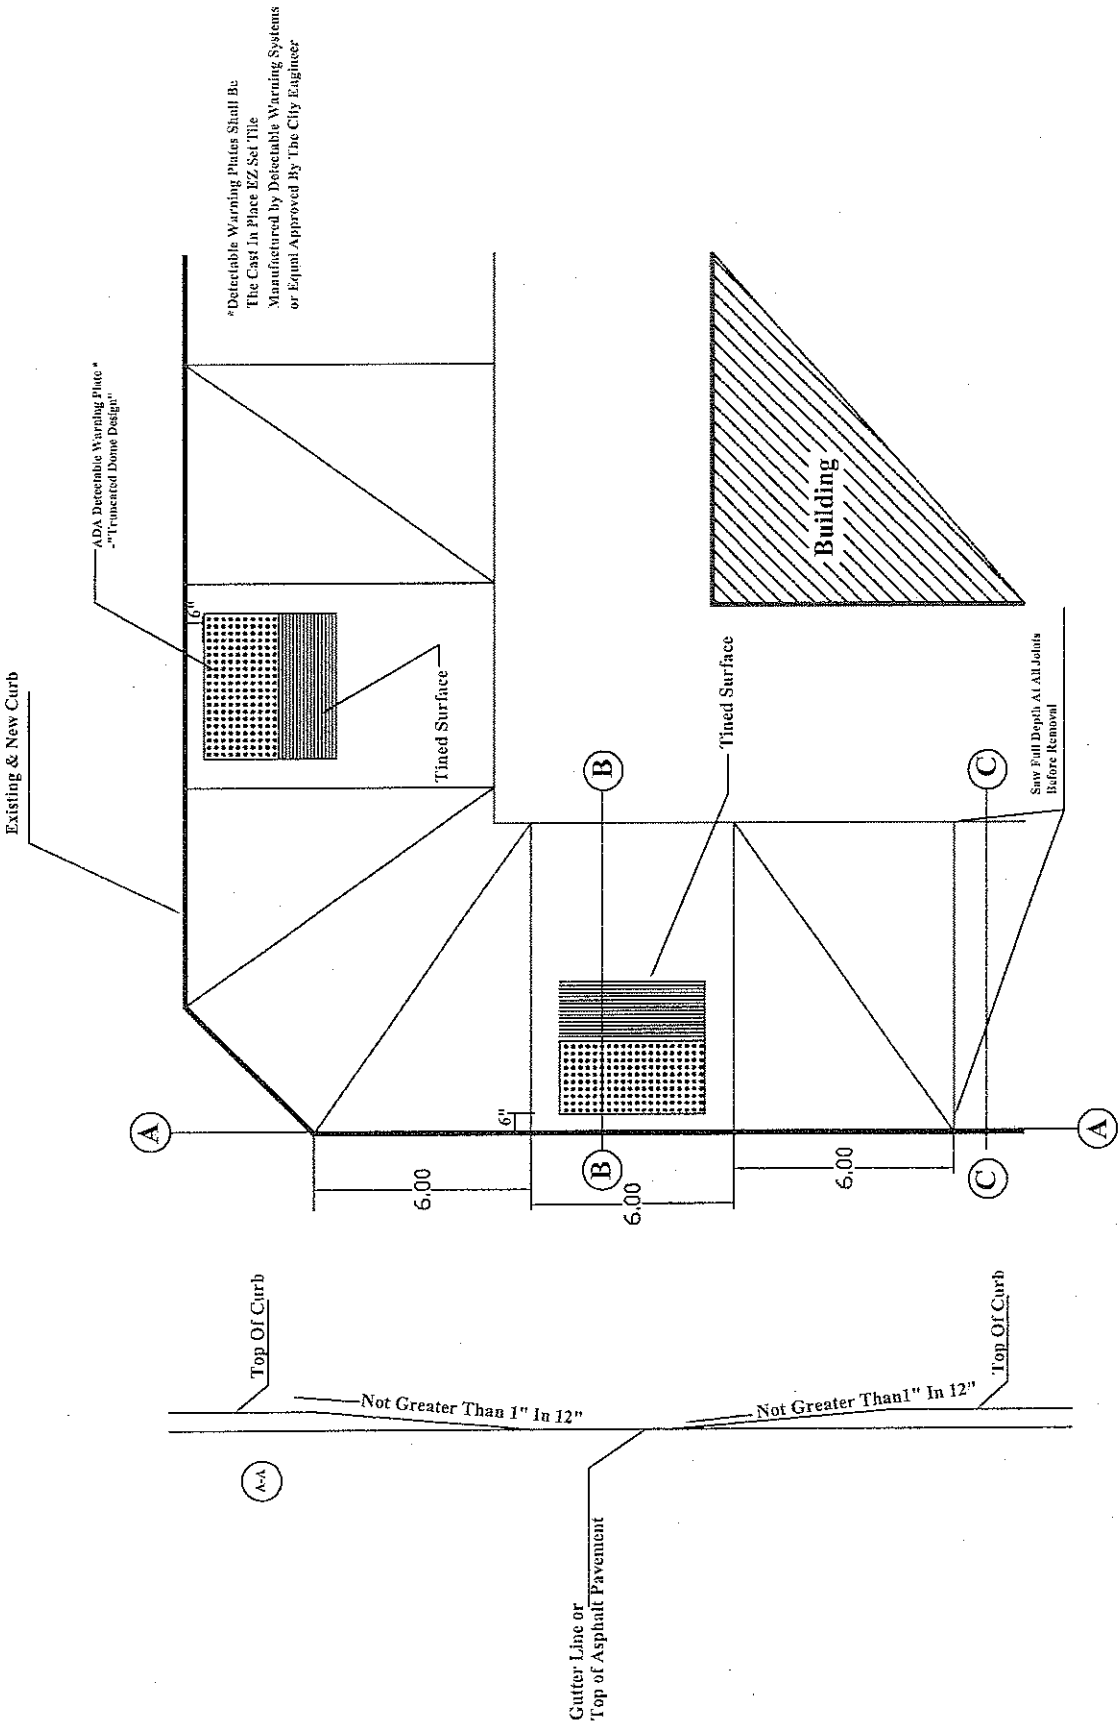 Existing & New Curb
ADA Detectable Warning Plate *
-"Truncated Dome Design"
*Detectable Warning Plates Shall Be
The Cast In Place EZ Set Tile
Manufactured by Detectable Warning Systems
or Equal Approved By The City Engineer
6"
Tined Surface
A
6"
B
B
Tined Surface
Building
6.00
6.00
6.00
C
C
A
Saw Full Depth At All Joints
Before Removal
A-A
Top Of Curb
Not Greater Than 1" In 12"
Not Greater Than1" In 12"
Top Of Curb
Gutter Line or
Top of Asphalt Pavement